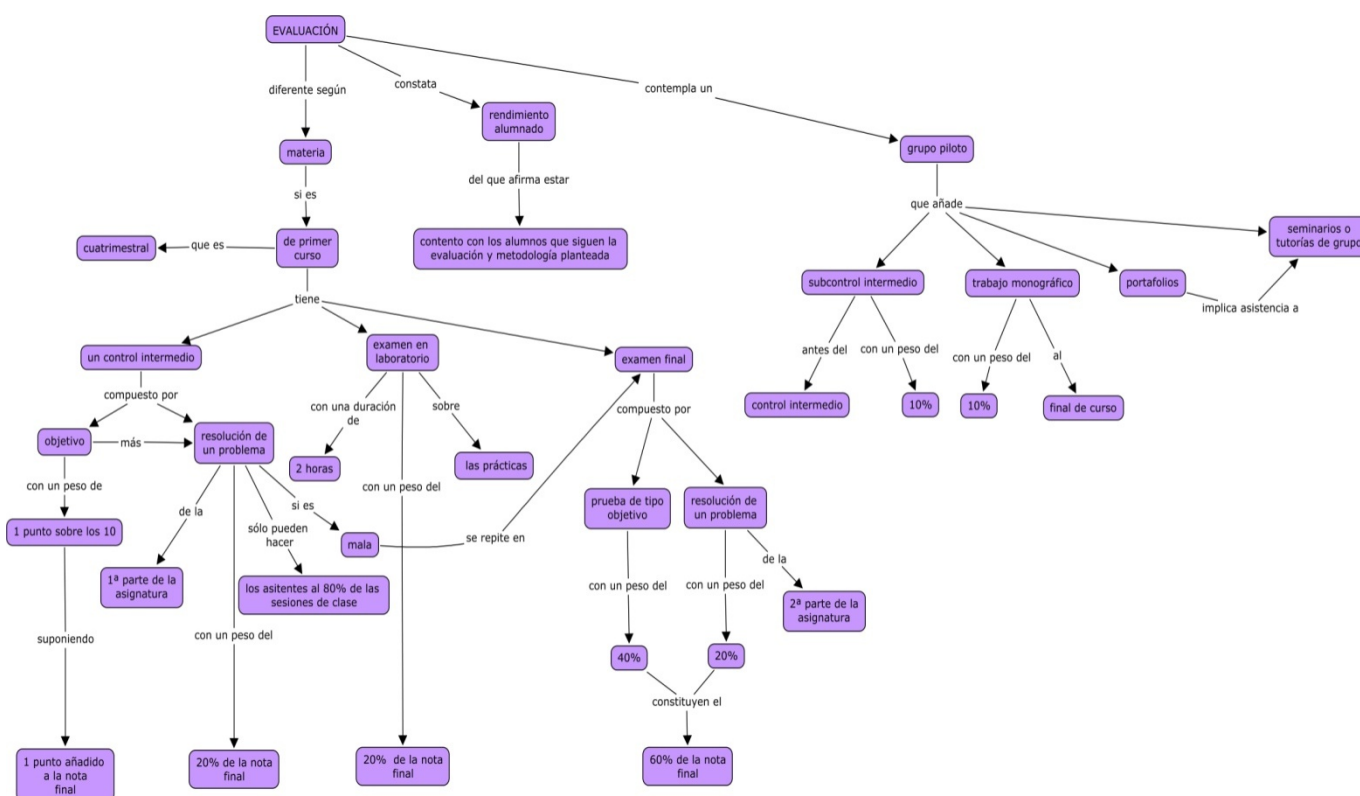 EVALUACIÓN
diferente según
constata
contempla un
rendimiento
alumnado
materia
grupo piloto
del que afirma estar
si es
que añade
cuatrimestral
que es
de primer
curso
contento con los alumnos que siguen la
evaluación y metodología planteada
seminarios o
tutorías de grupo
subcontrol intermedio
trabajo monográfico
portafolios
implica asistencia a
tiene
un control intermedio
examen en
laboratorio
examen final
antes del
con un peso del
con un peso del
al
control intermedio
10%
10%
final de curso
compuesto por
con una duración
de
sobre
compuesto por
objetivo
más
resolución de
un problema
2 horas
las prácticas
con un peso de
con un peso del
si es
prueba de tipo
objetivo
resolución de
un problema
1 punto sobre los 10
de la
sólo pueden
hacer
mala
se repite en
de la
1ª parte de la
asignatura
los asitentes al 80% de las
sesiones de clase
con un peso del
con un peso del
2ª parte de la
asignatura
suponiendo
con un peso del
40%
20%
constituyen el
1 punto añadido
a la nota
final
20% de la nota
final
20% de la nota
final
60% de la nota
final